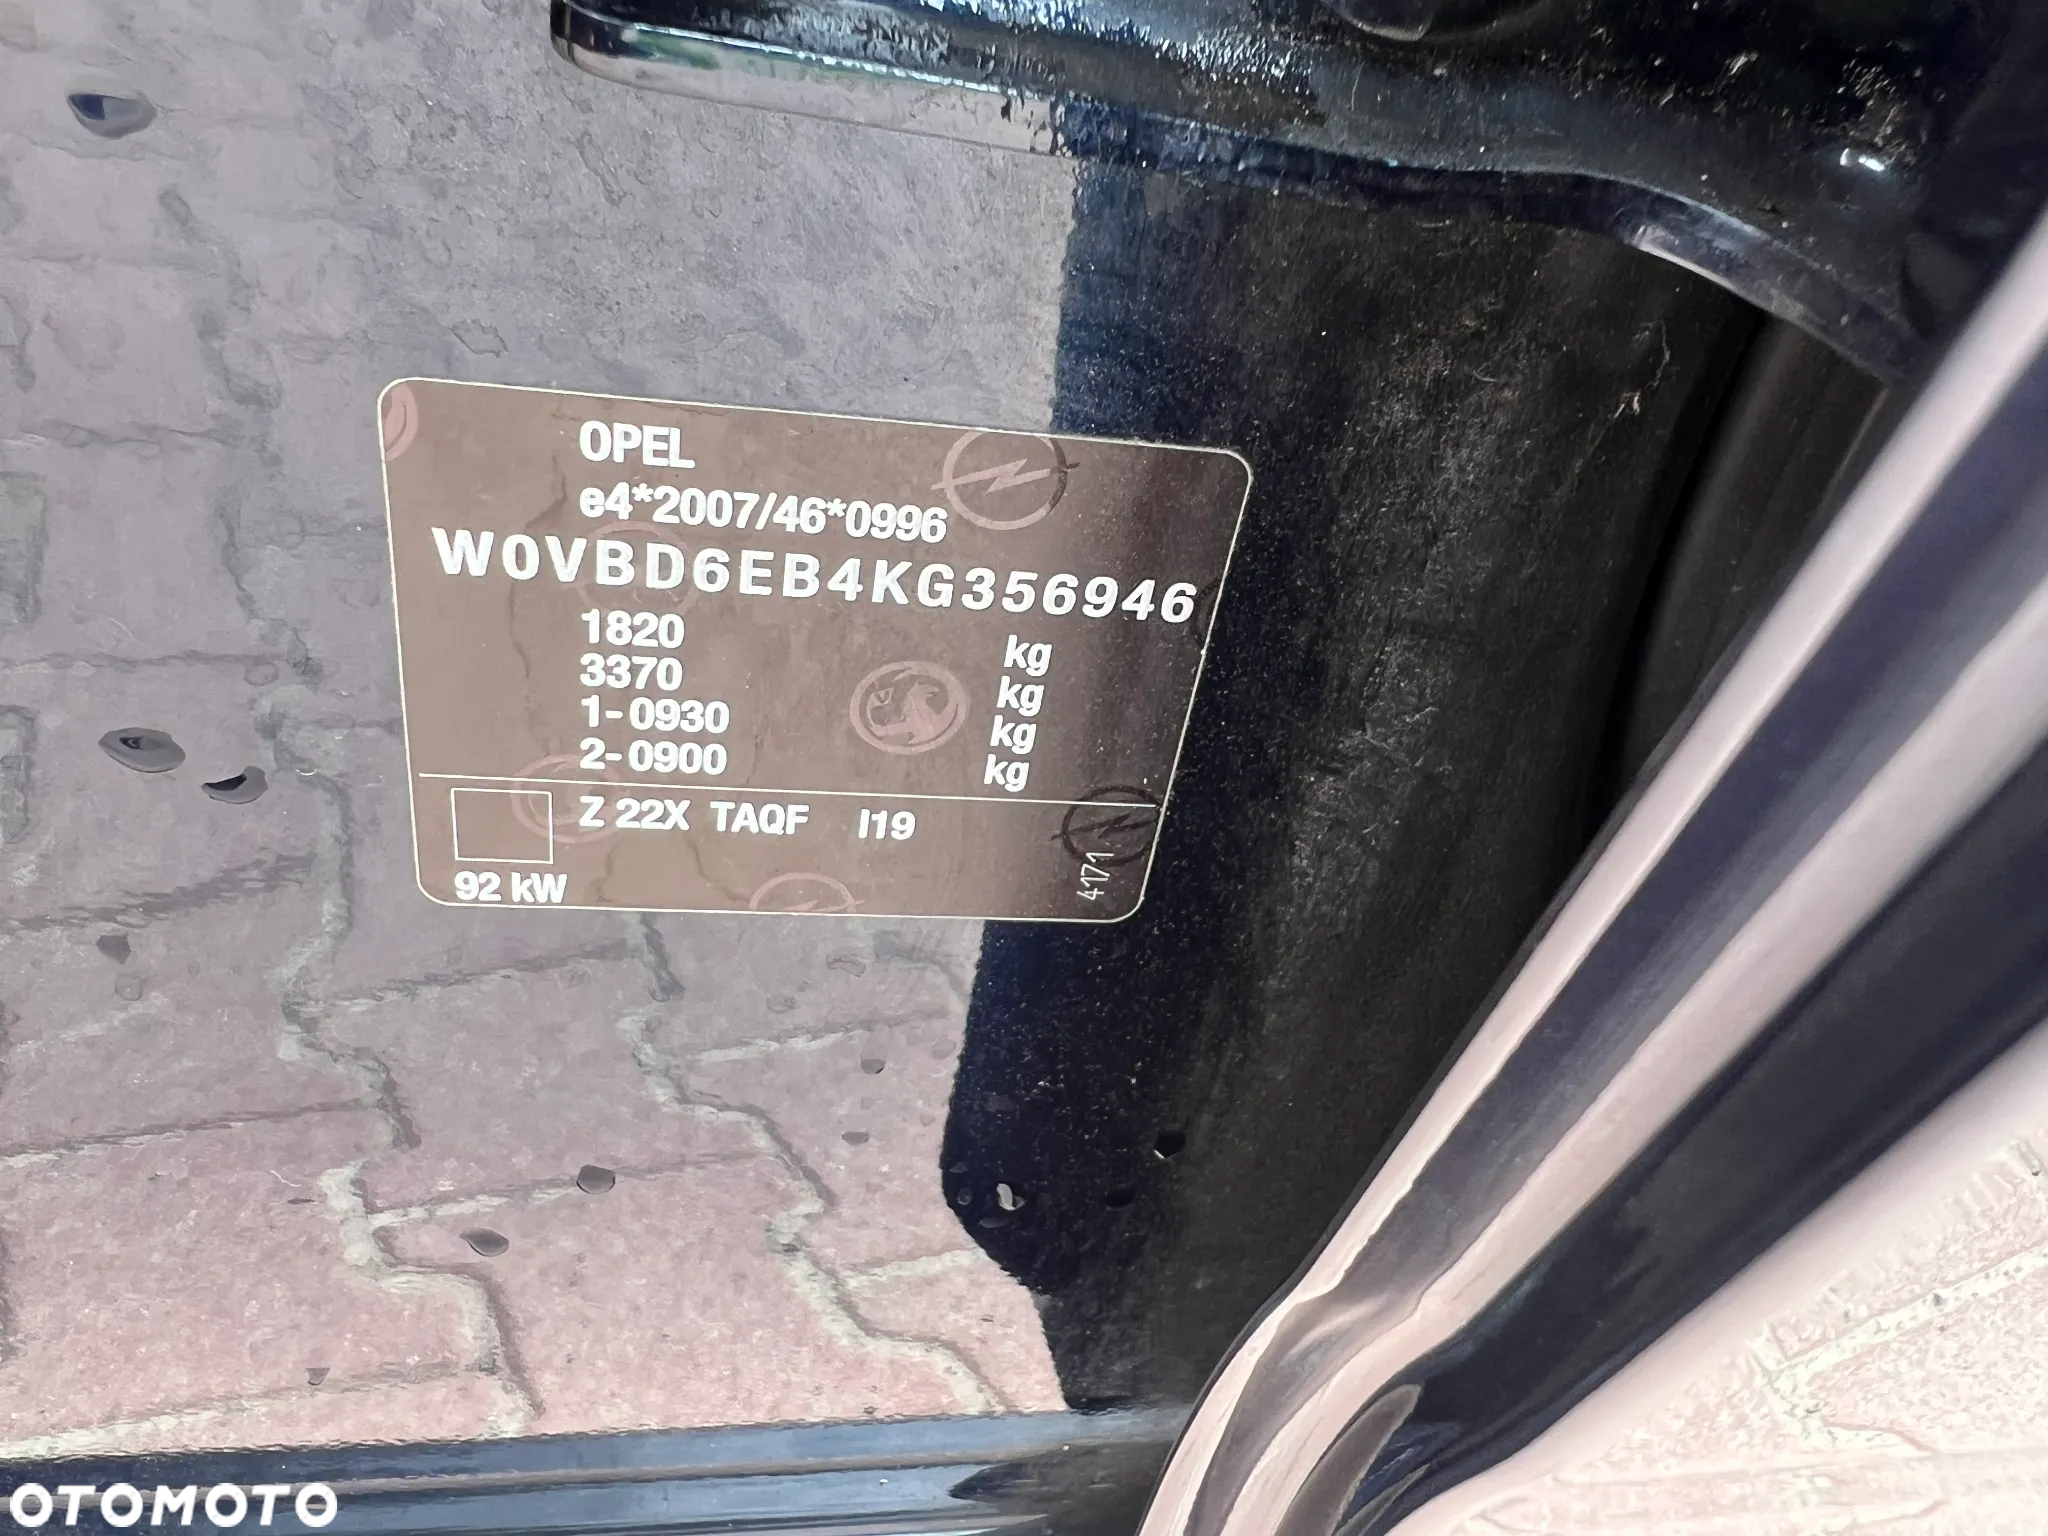 OPEL
e4*2007/46*0996
W0VBD6EB4KG356946
1820 kg
3370 kg
1-0930 kg
2-0900 kg
Z 22X TAQF I19
92 kW
4171
OTOMOTO